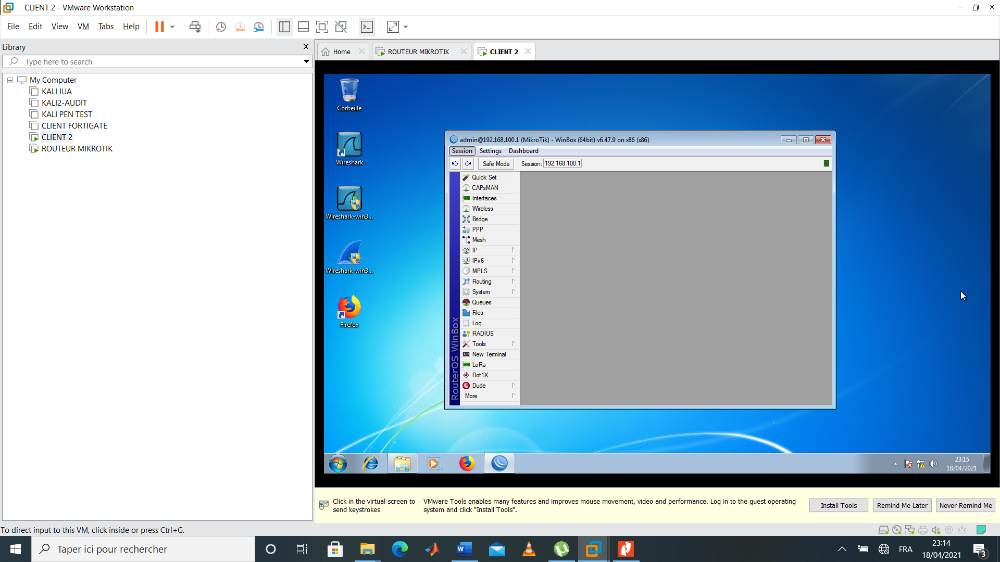 CLIENT 2 - VMware Workstation
File Edit View VM Tabs Help
Library
Type here to search
My Computer
KALI IUA
KALI2-AUDIT
KALI PEN TEST
CLIENT FORTIGATE
CLIENT 2
ROUTEUR MIKROTIK
Home ROUTEUR MIKROTIK CLIENT 2
Corbeille
Wireshark
Wireshark-win3...
Wireshark-win3...
Firefox
admin@192.168.100.1 (MikroTik) - WinBox (64bit) v6.47.9 on x86 (x86)
Session Settings Dashboard
Safe Mode Session: 192.168.100.1
Quick Set
CAPsMAN
Interfaces
Wireless
Bridge
PPP
Mesh
IP
IPv6
MPLS
Routing
System
Queues
Files
Log
RADIUS
Tools
New Terminal
LoRa
Dot1X
Dude
More
RouterOS WinBox
23:15
18/04/2021
Click in the virtual screen to
send keystrokes
VMware Tools enables many features and improves mouse movement, video and performance. Log in to the guest operating
system and click "Install Tools".
Install Tools Remind Me Later Never Remind Me
To direct input to this VM, click inside or press Ctrl+G.
Taper ici pour rechercher
FRA
23:14
18/04/2021
3